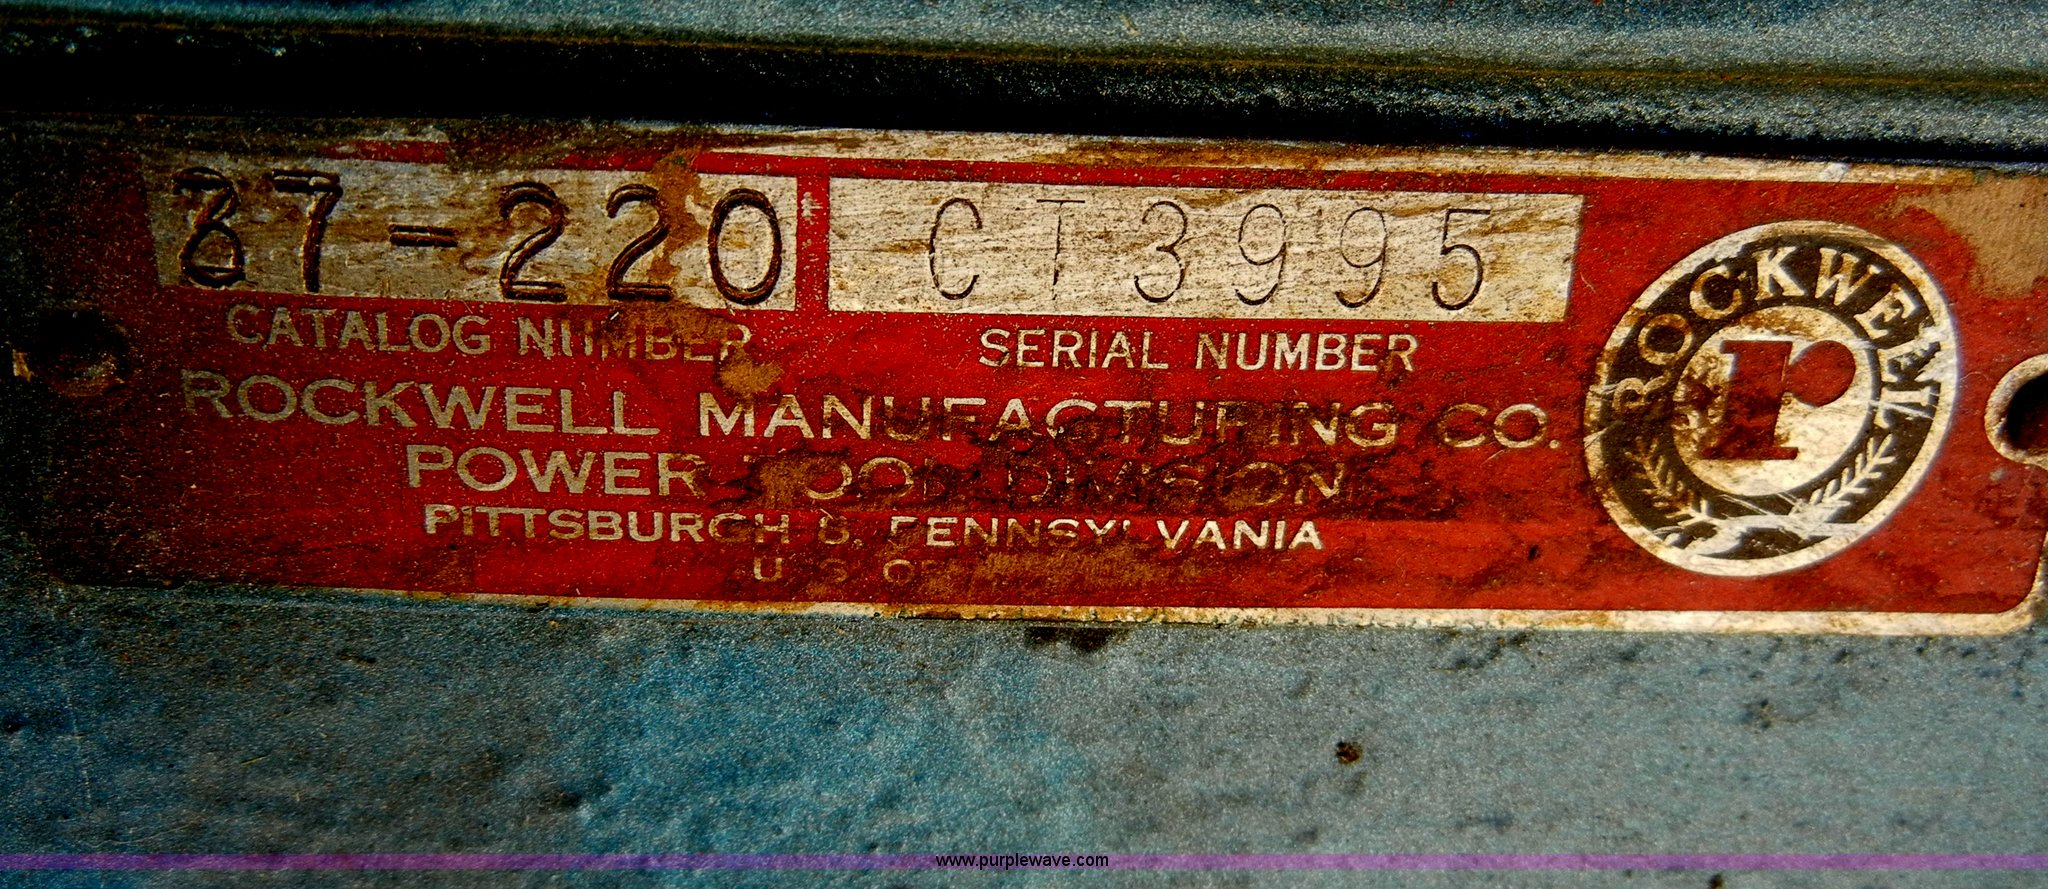 37-220 CT3995
CATALOG NUMBER SERIAL NUMBER
ROCKWELL MANUFACTURING CO.
POWER TOOL DIVISION
PITTSBURGH 8, PENNSYLVANIA
U. S. OF
ROCKWELL
r
www.purplewave.com